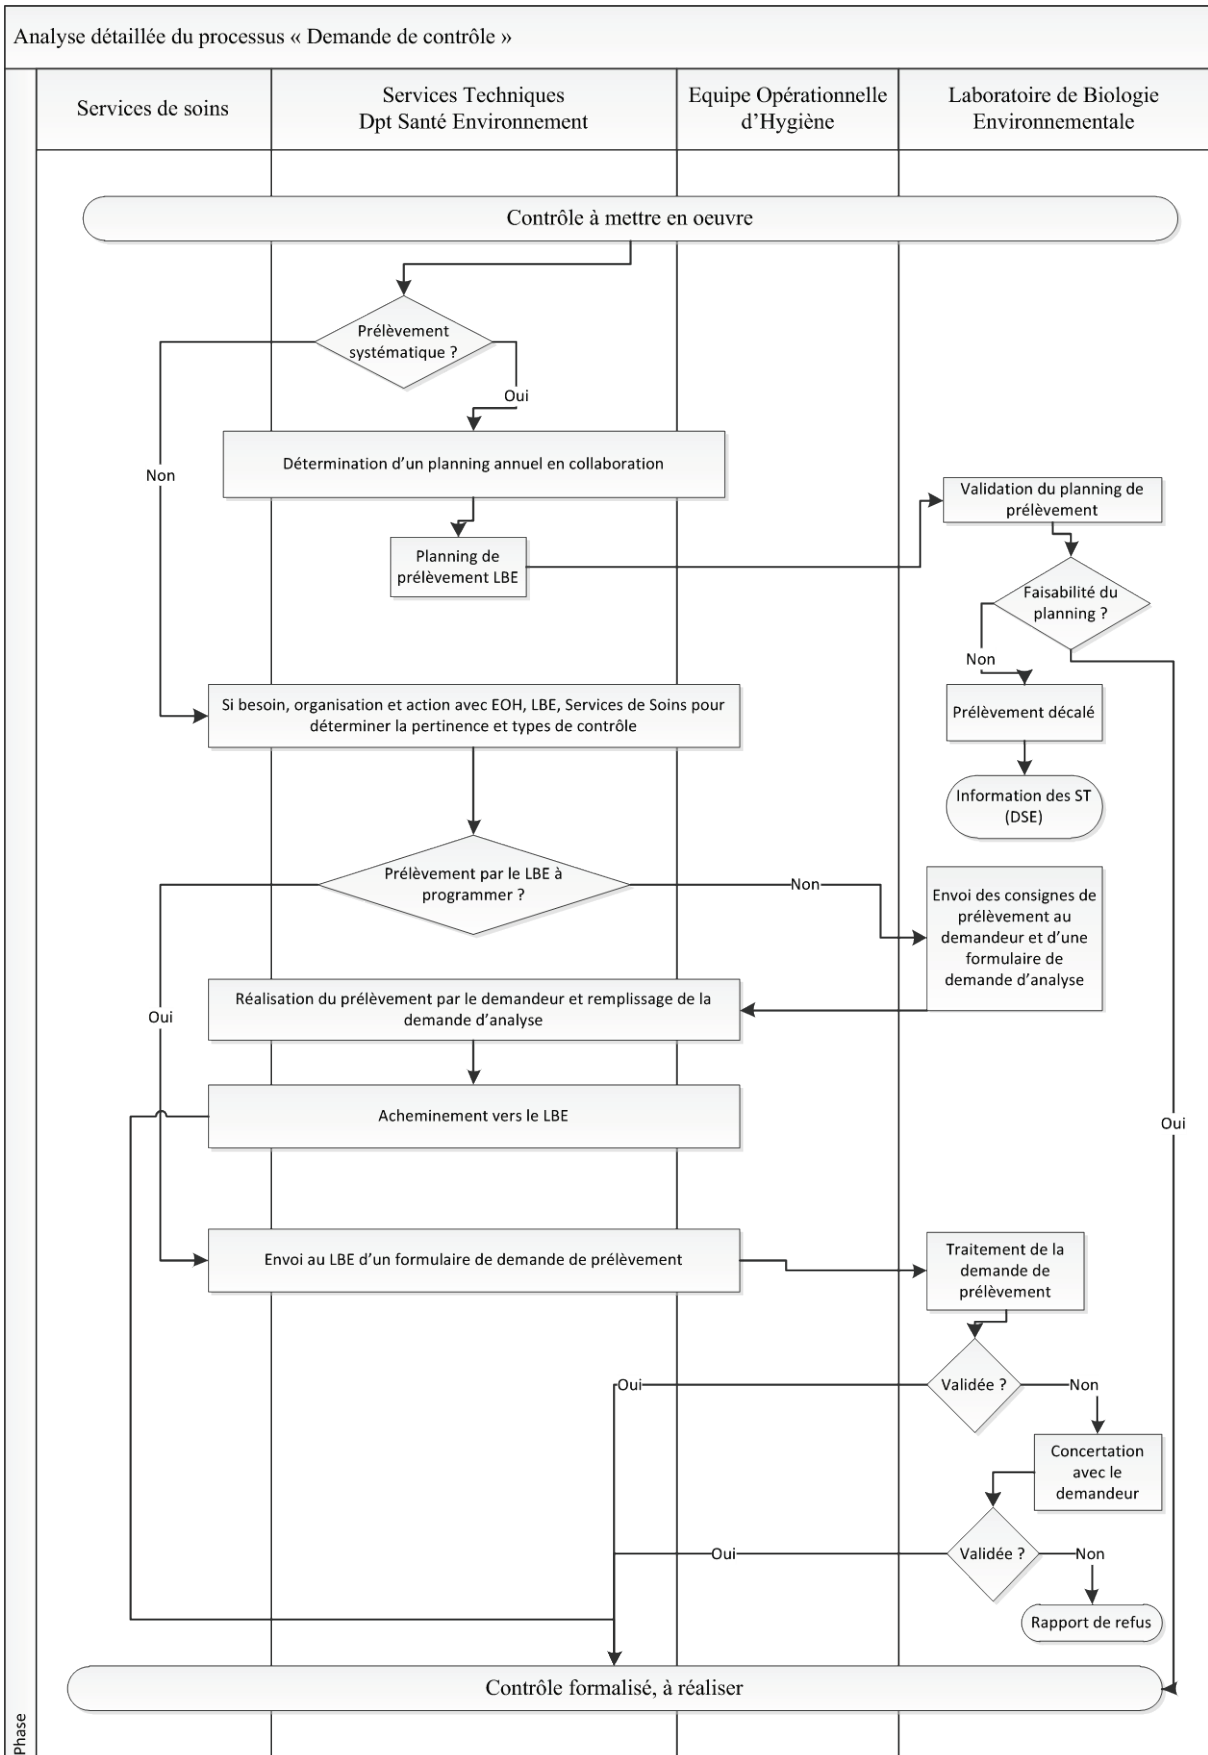 Analyse détaillée du processus « Demande de contrôle »
Services de soins
Services Techniques
Dpt Santé Environnement
Equipe Opérationnelle
d’Hygiène
Laboratoire de Biologie
Environnementale
Contrôle à mettre en oeuvre
Prélèvement
systématique ?
Oui
Non
Détermination d’un planning annuel en collaboration
Planning de
prélèvement LBE
Validation du planning de
prélèvement
Faisabilité du
planning ?
Non
Prélèvement décalé
Information des ST
(DSE)
Oui
Si besoin, organisation et action avec EOH, LBE, Services de Soins pour
déterminer la pertinence et types de contrôle
Prélèvement par le LBE à
programmer ?
Non
Envoi des consignes de
prélèvement au
demandeur et d’une
formulaire de
demande d’analyse
Oui
Réalisation du prélèvement par le demandeur et remplissage de la
demande d’analyse
Acheminement vers le LBE
Envoi au LBE d’un formulaire de demande de prélèvement
Traitement de la
demande de
prélèvement
Oui
Validée ?
Non
Concertation
avec le
demandeur
Oui
Validée ?
Non
Rapport de refus
Contrôle formalisé, à réaliser
Phase